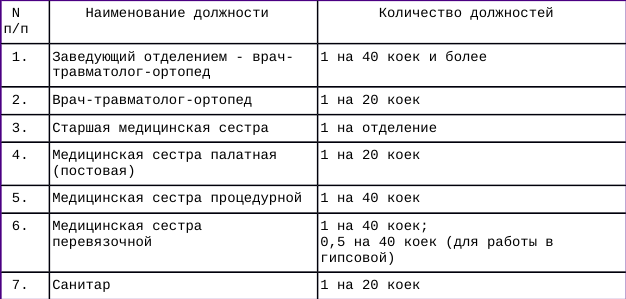 N п/п Наименование должности Количество должностей
1. Заведующий отделением - врач- 1 на 40 коек и более
травматолог-ортопед
2. Врач-травматолог-ортопед 1 на 20 коек
3. Старшая медицинская сестра 1 на отделение
4. Медицинская сестра палатная 1 на 20 коек
(постовая)
5. Медицинская сестра процедурной 1 на 40 коек
6. Медицинская сестра 1 на 40 коек;
перевязочной 0,5 на 40 коек (для работы в
гипсовой)
7. Санитар 1 на 20 коек